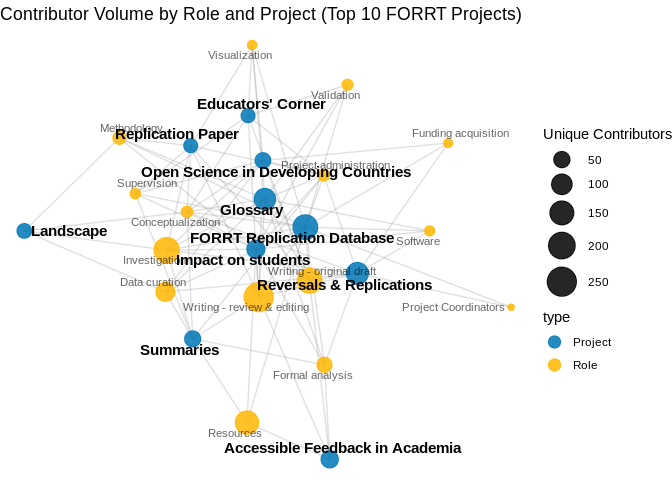 Contributor Volume by Role and Project (Top 10 FORRT Projects)
Visualization
Validation
Educators' Corner
Methodology
Replication Paper
Funding acquisition
Project administration
Open Science in Developing Countries
Supervision
Glossary
Conceptualization
Landscape
FORRT Replication Database
Software
Investigation
Impact on students
Writing - original draft
Data curation
Reversals & Replications
Writing - review & editing
Project Coordinators
Summaries
Formal analysis
Resources
Accessible Feedback in Academia
Unique Contributors
50
100
150
200
250
type
Project
Role